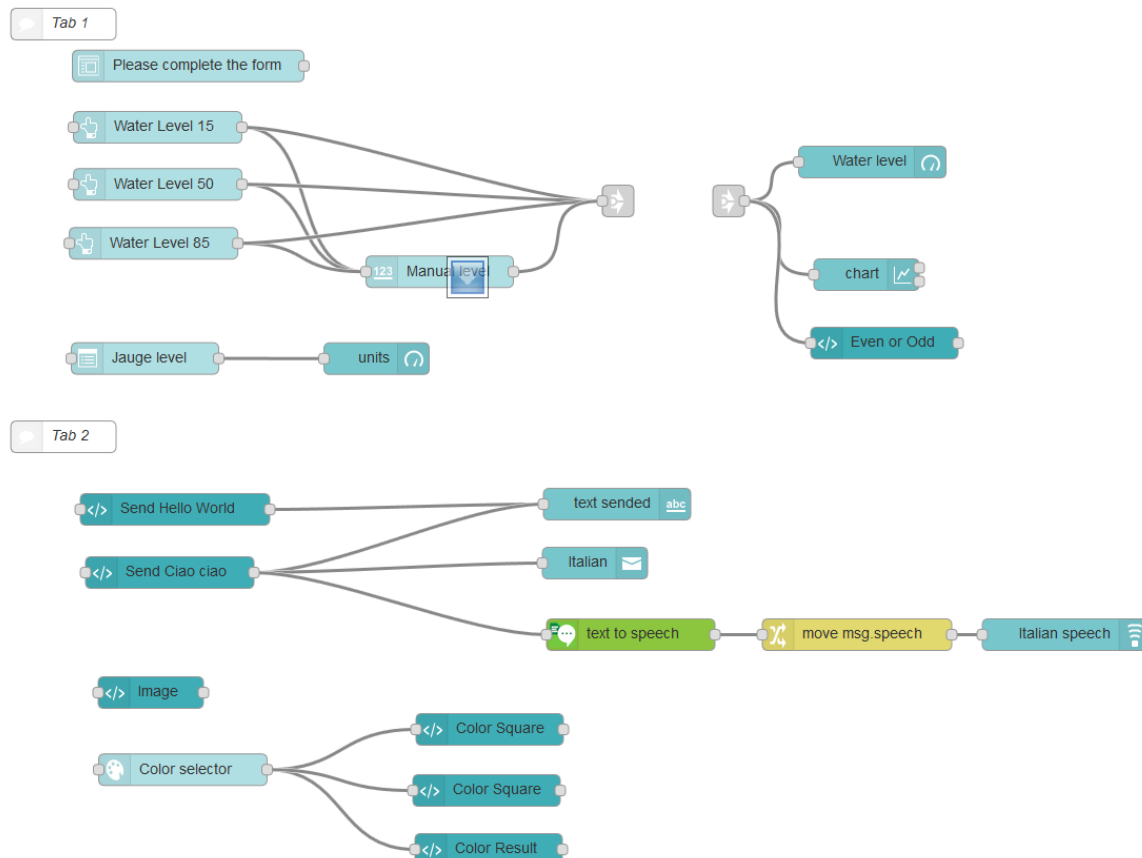 Tab 1
Please complete the form
Water Level 15
Water level
Water Level 50
Water Level 85
123 Manual level
chart
Even or Odd
Jauge level
units
Tab 2
</> Send Hello World
text sended abc
</> Send Ciao ciao
Italian
text to speech
move msg.speech
Italian speech
</> Image
</> Color Square
Color selector
</> Color Square
</> Color Result